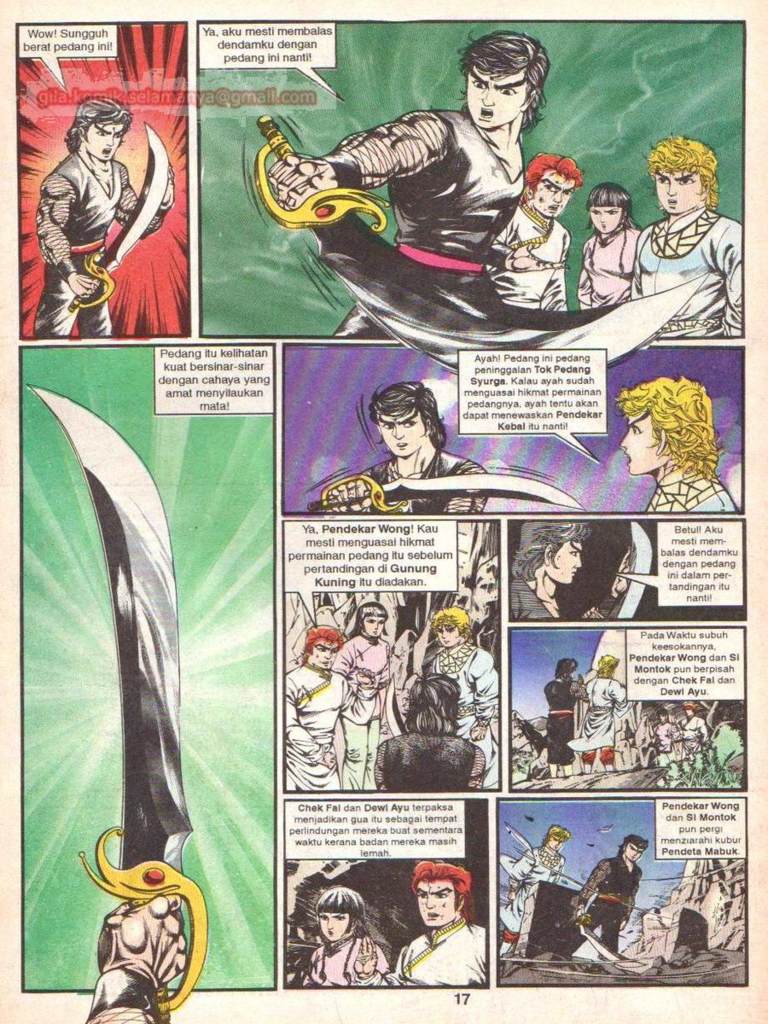 Wow! Sungguh
berat pedang ini!
Ya, aku mesti membalas
dendamku dengan
pedang ini nanti!
gila.komik.selamanya@gmail.com
Pedang itu kelihatan
kuat bersinar-sinar
dengan cahaya yang
amat menyilaukan
mata!
Ayah! Pedang ini pedang
peninggalan Tok Pedang
Syurga. Kalau ayah sudah
menguasai hikmat permainan
pedangnya, ayah tentu akan
dapat menewaskan Pendekar
Kebal itu nanti!
Ya, Pendekar Wong! Kau
mesti menguasai hikmat
permainan pedang itu sebelum
pertandingan di Gunung
Kuning itu diadakan.
Betul! Aku
mesti mem-
balas dendamku
dengan pedang
ini dalam per-
tandingan itu
nanti!
Pada Waktu subuh
keesokannya,
Pendekar Wong dan Si
Montok pun berpisah
dengan Chek Fai dan
Dewi Ayu.
Chek Fai dan Dewi Ayu terpaksa
menjadikan gua itu sebagai tempat
perlindungan mereka buat sementara
waktu kerana badan mereka masih
lemah.
Pendekar Wong
dan Si Montok
pun pergi
menziarahi kubur
Pendeta Mabuk.
17